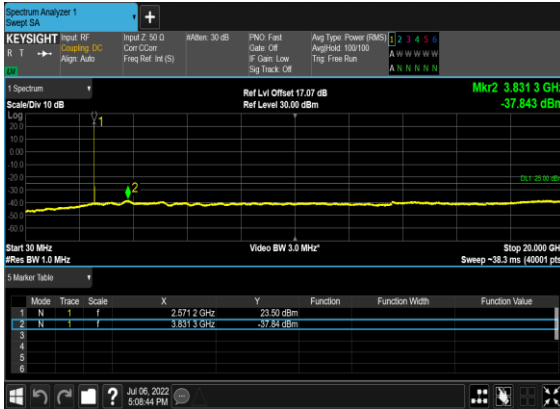 Spectrum Analyzer 1
Swept SA
+
KEYSIGHT Input: RF Input Z: 50 Ω #Atten: 30 dB PNO: Fast Avg Type: Power (RMS) 1 2 3 4 5 6
R T Coupling: DC Corr CCorr Gate: Off Avg|Hold: 100/100 A W W W W W
Align: Auto Freq Ref: Int (S) IF Gain: Low Trig: Free Run
Sig Track: Off A N N N N N
1 Spectrum
Scale/Div 10 dB
Ref Lvl Offset 17.07 dB
Ref Level 30.00 dBm
Mkr2 3.831 3 GHz
-37.843 dBm
Log
20.0
10.0
0.00
-10.0
-20.0
-30.0
-40.0
-50.0
-60.0
1
2
Start 30 MHz Video BW 3.0 MHz* Stop 20.000 GH
#Res BW 1.0 MHz Sweep ~38.3 ms (40001 pts
5 Marker Table
Mode Trace Scale X Y Function Function Width Function Value
1 N 1 f 2.571 2 GHz 23.50 dBm
2 N 1 f 3.831 3 GHz -37.84 dBm
3
4
5
6
?
Jul 06, 2022
5:08:44 PM